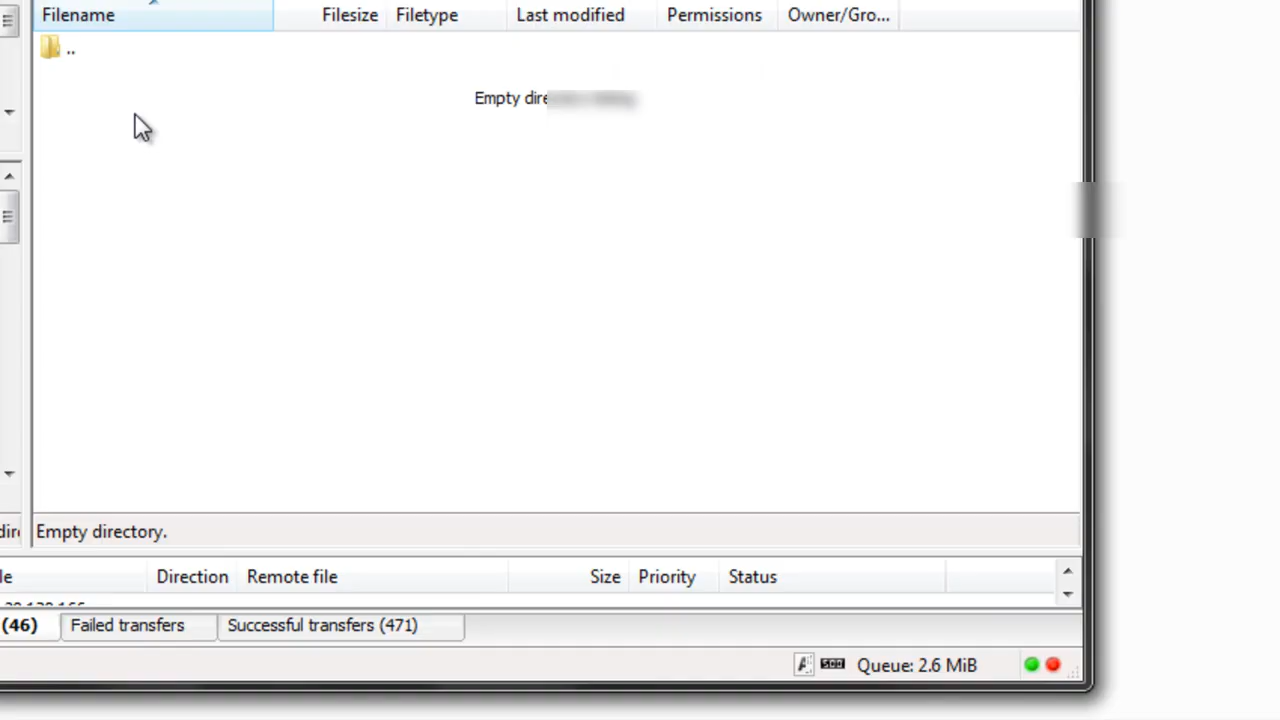 Filename Filesize Filetype Last modified Permissions Owner/Gro...
..
Empty
Empty directory.
Direction Remote file Size Priority Status
(46) Failed transfers Successful transfers (471)
Queue: 2.6 MiB